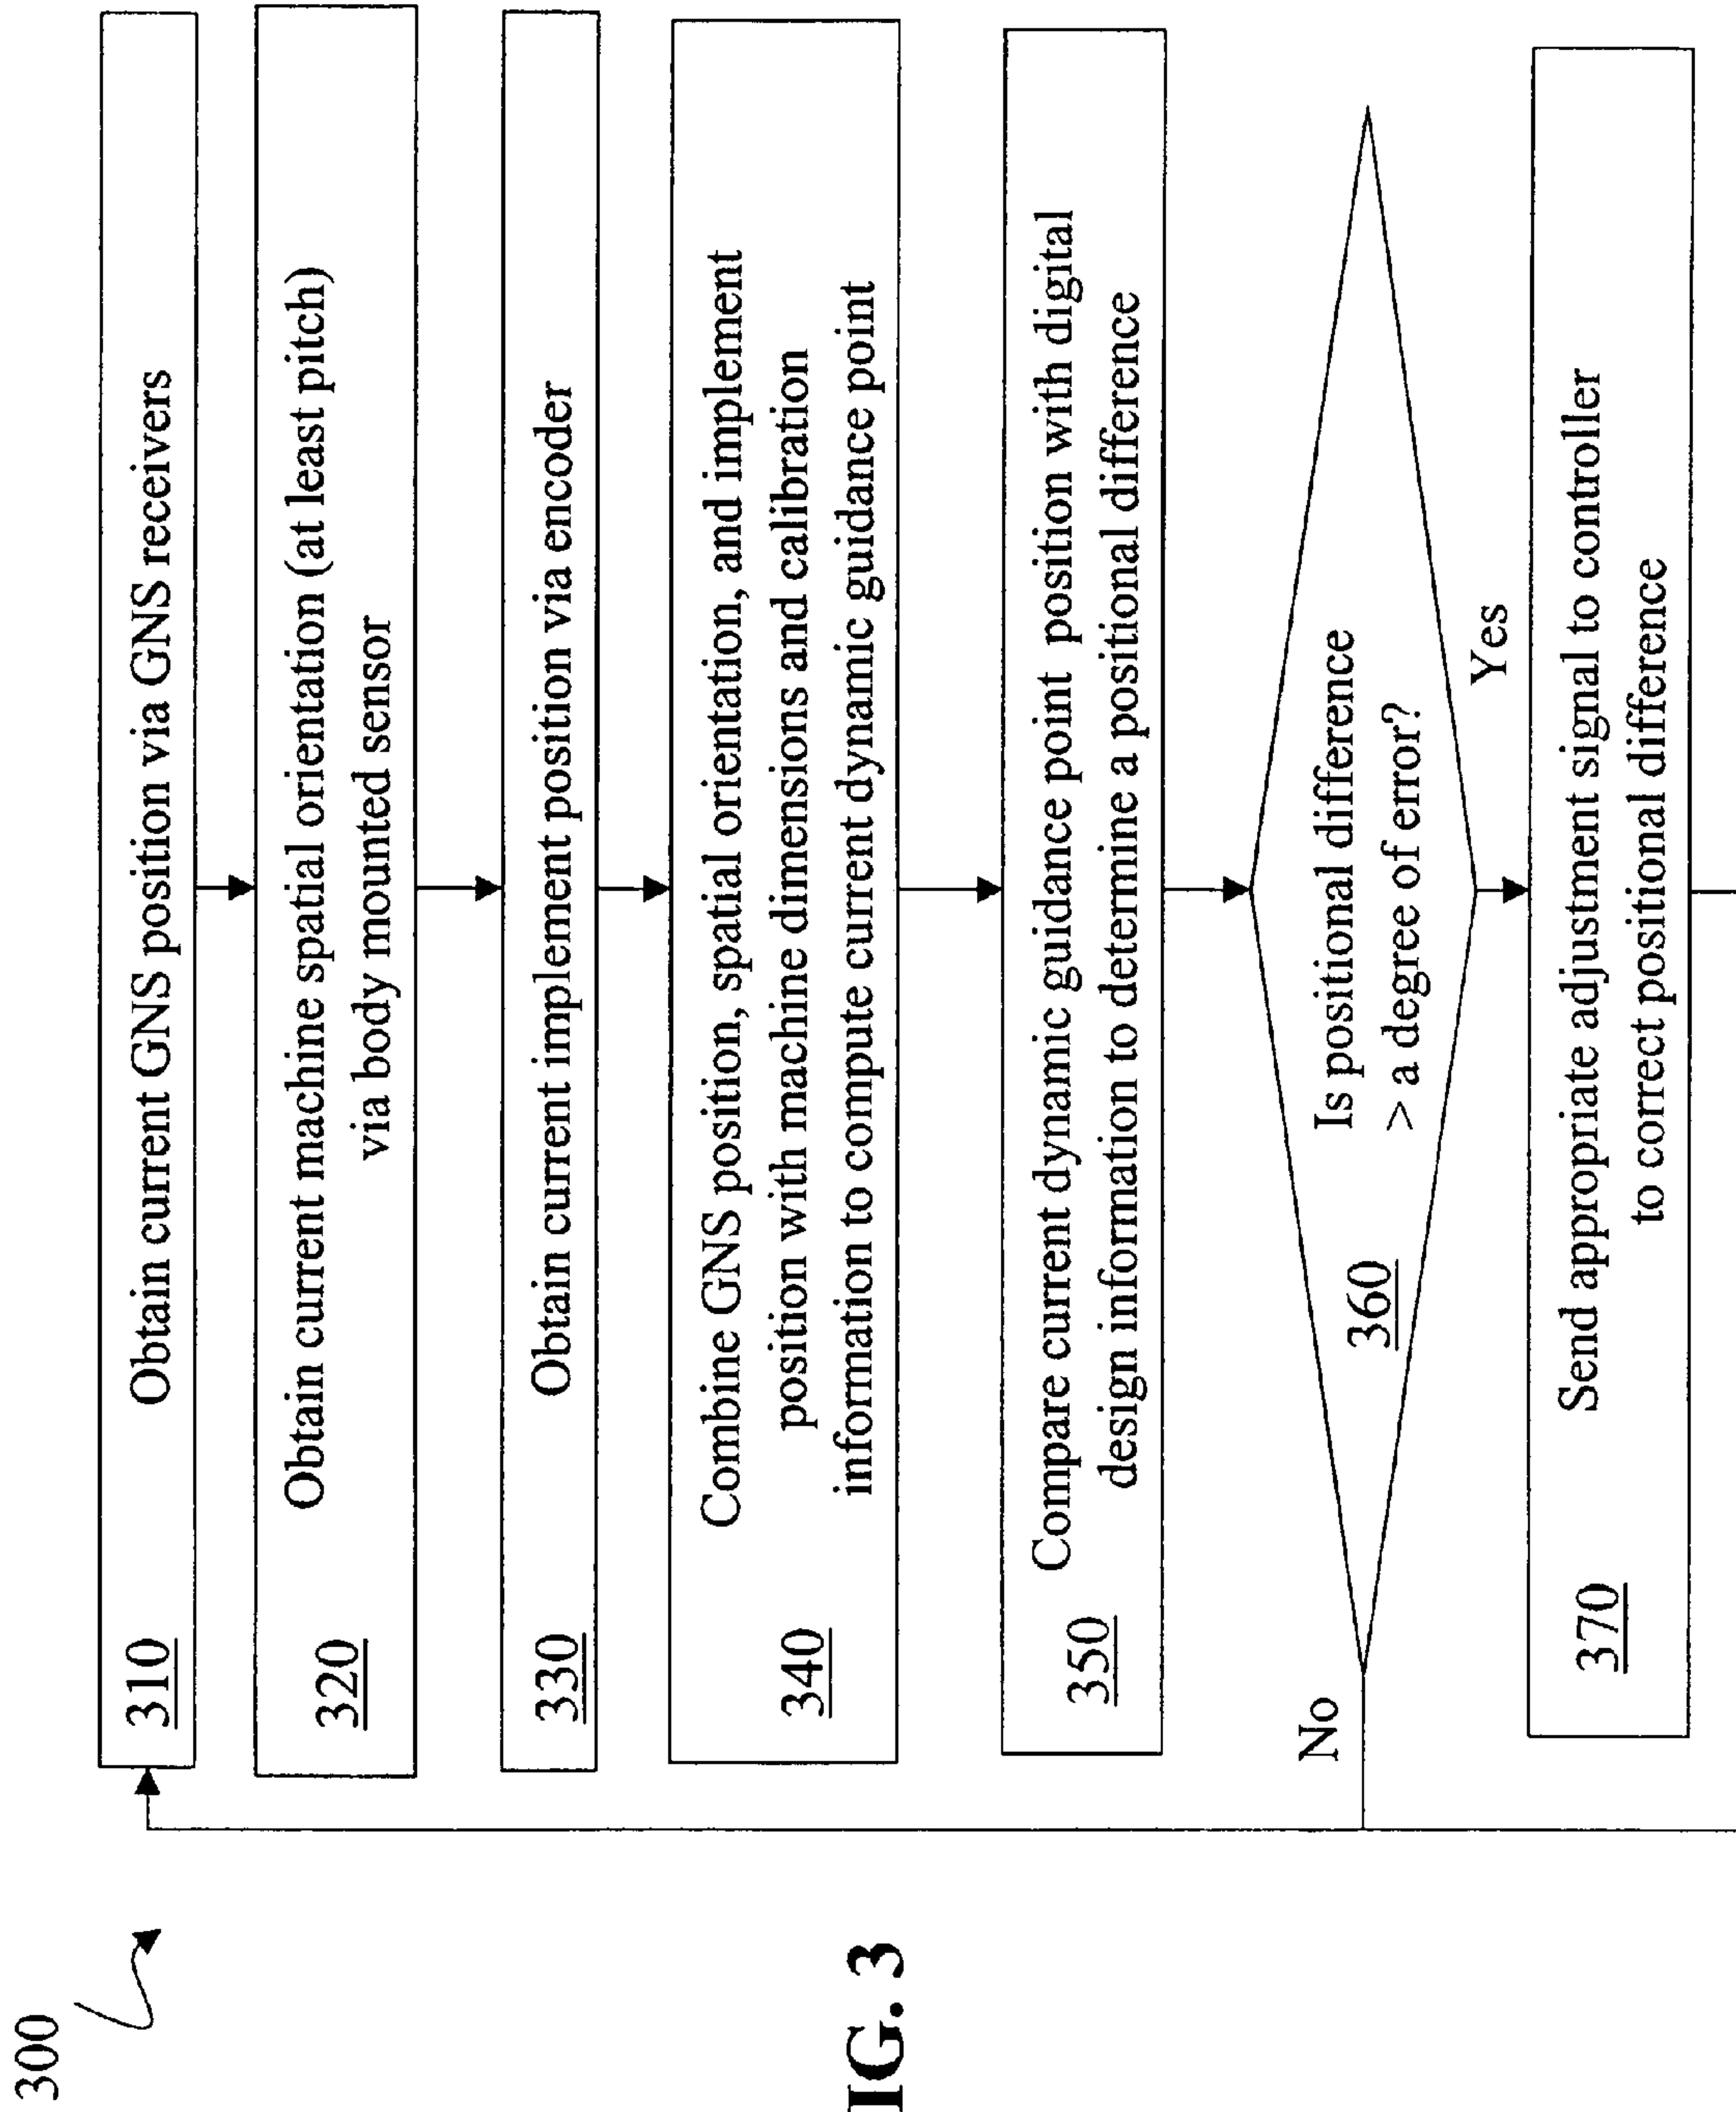 300
310
Obtain current GNS position via GNS receivers
320
Obtain current machine spatial orientation (at least pitch)
via body mounted sensor
330
Obtain current implement position via encoder
340
Combine GNS position, spatial orientation, and implement
position with machine dimensions and calibration
information to compute current dynamic guidance point
350
Compare current dynamic guidance point position with digital
design information to determine a positional difference
Is positional difference
> a degree of error?
360
No
Yes
370
Send appropriate adjustment signal to controller
to correct positional difference
IG. 3